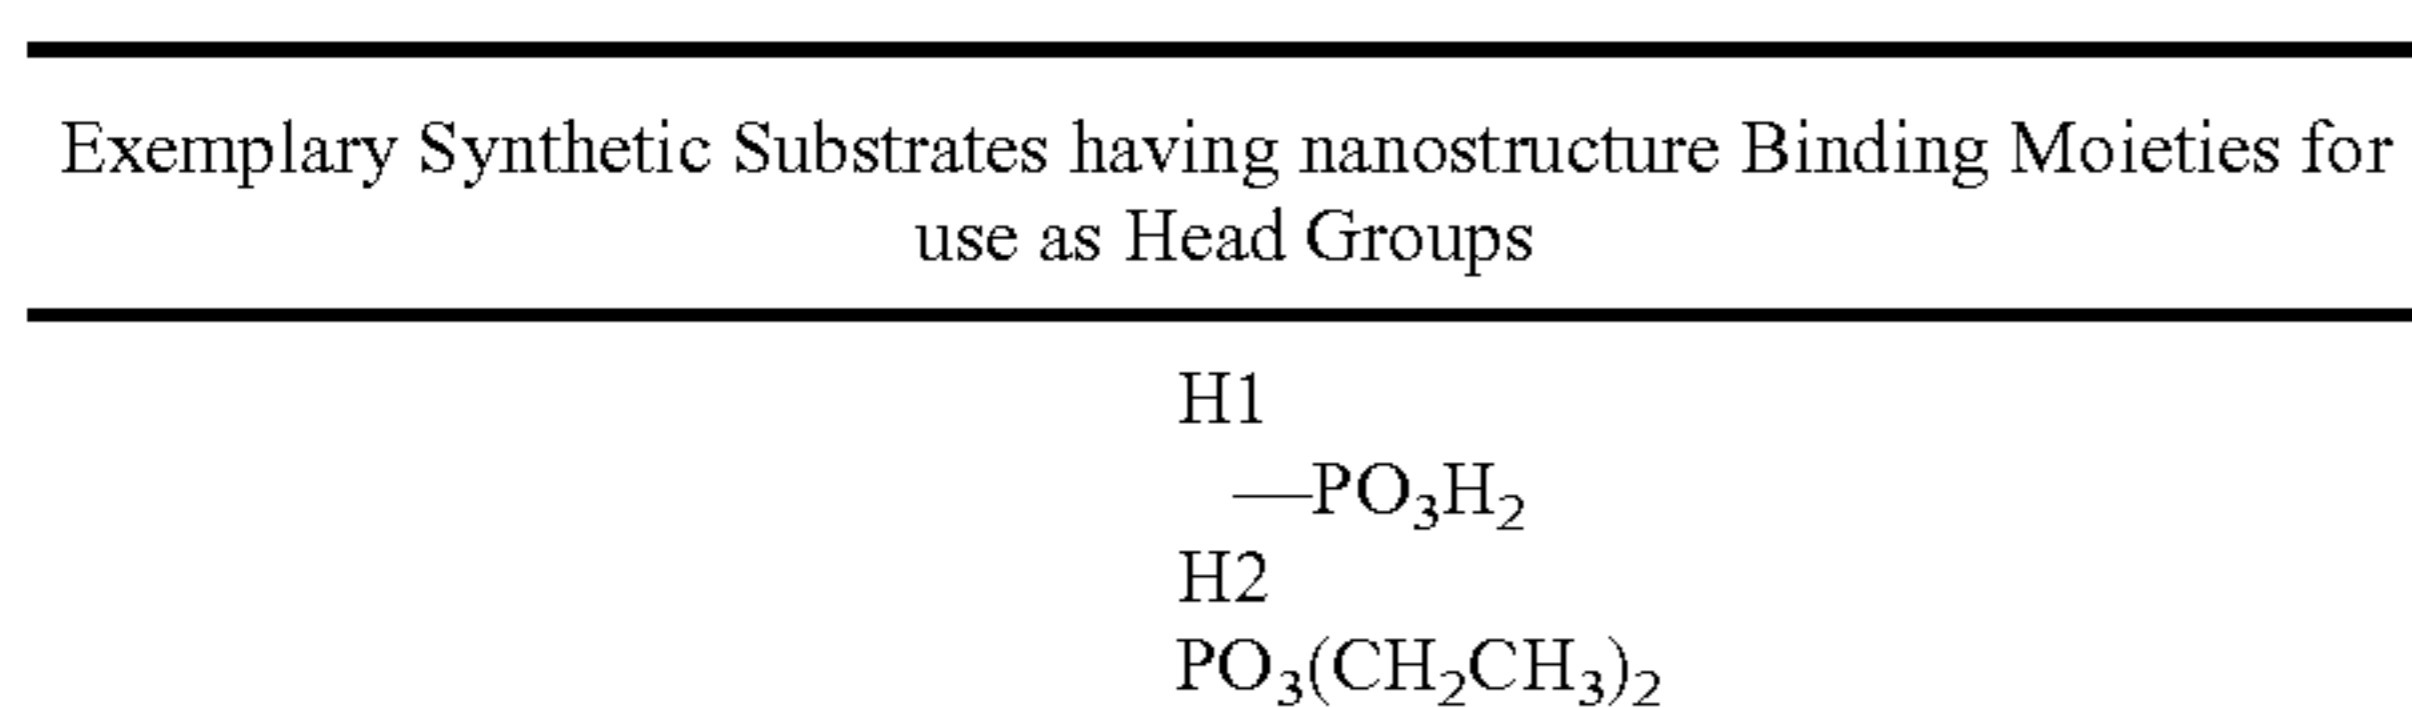 Exemplary Synthetic Substrates having nanostructure Binding Moieties for
use as Head Groups
H1
—PO₃H₂
H2
PO₃(CH₂CH₃)₂